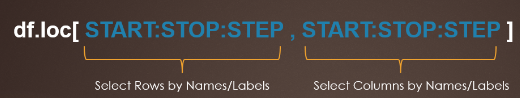 df.loc[ START:STOP:STEP , START:STOP:STEP ]
Select Rows by Names/Labels Select Columns by Names/Labels